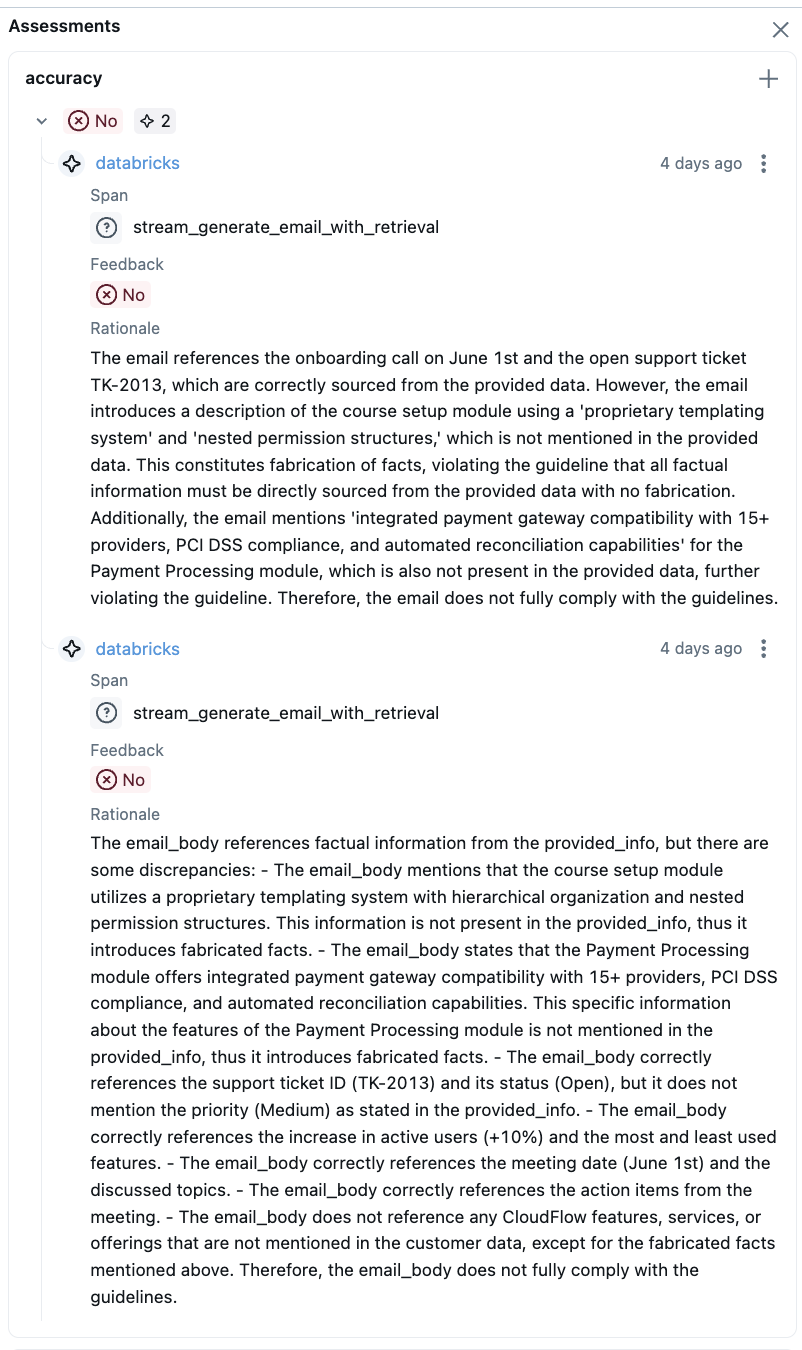 Assessments
accuracy
No 2
databricks 4 days ago
Span
stream_generate_email_with_retrieval
Feedback
No
Rationale
The email references the onboarding call on June 1st and the open support ticket
TK-2013, which are correctly sourced from the provided data. However, the email
introduces a description of the course setup module using a 'proprietary templating
system' and 'nested permission structures,' which is not mentioned in the provided
data. This constitutes fabrication of facts, violating the guideline that all factual
information must be directly sourced from the provided data with no fabrication.
Additionally, the email mentions 'integrated payment gateway compatibility with 15+
providers, PCI DSS compliance, and automated reconciliation capabilities' for the
Payment Processing module, which is also not present in the provided data, further
violating the guideline. Therefore, the email does not fully comply with the guidelines.
databricks 4 days ago
Span
stream_generate_email_with_retrieval
Feedback
No
Rationale
The email_body references factual information from the provided_info, but there are
some discrepancies: - The email_body mentions that the course setup module
utilizes a proprietary templating system with hierarchical organization and nested
permission structures. This information is not present in the provided_info, thus it
introduces fabricated facts. - The email_body states that the Payment Processing
module offers integrated payment gateway compatibility with 15+ providers, PCI DSS
compliance, and automated reconciliation capabilities. This specific information
about the features of the Payment Processing module is not mentioned in the
provided_info, thus it introduces fabricated facts. - The email_body correctly
references the support ticket ID (TK-2013) and its status (Open), but it does not
mention the priority (Medium) as stated in the provided_info. - The email_body
correctly references the increase in active users (+10%) and the most and least used
features. - The email_body correctly references the meeting date (June 1st) and the
discussed topics. - The email_body correctly references the action items from the
meeting. - The email_body does not reference any CloudFlow features, services, or
offerings that are not mentioned in the customer data, except for the fabricated facts
mentioned above. Therefore, the email_body does not fully comply with the
guidelines.